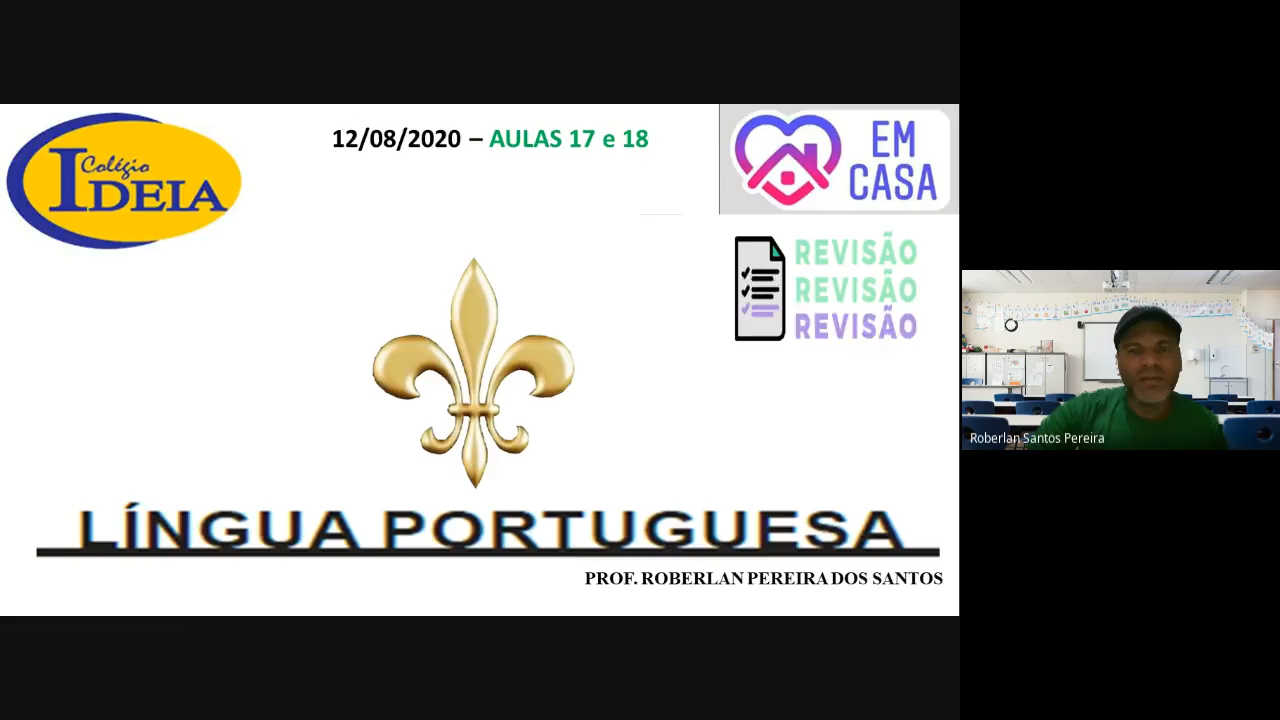 Colégio
IDEIA
12/08/2020 – AULAS 17 e 18
EM
CASA
REVISÃO
REVISÃO
REVISÃO
LÍNGUA PORTUGUESA
PROF. ROBERLAN PEREIRA DOS SANTOS
Roberlan Santos Pereira